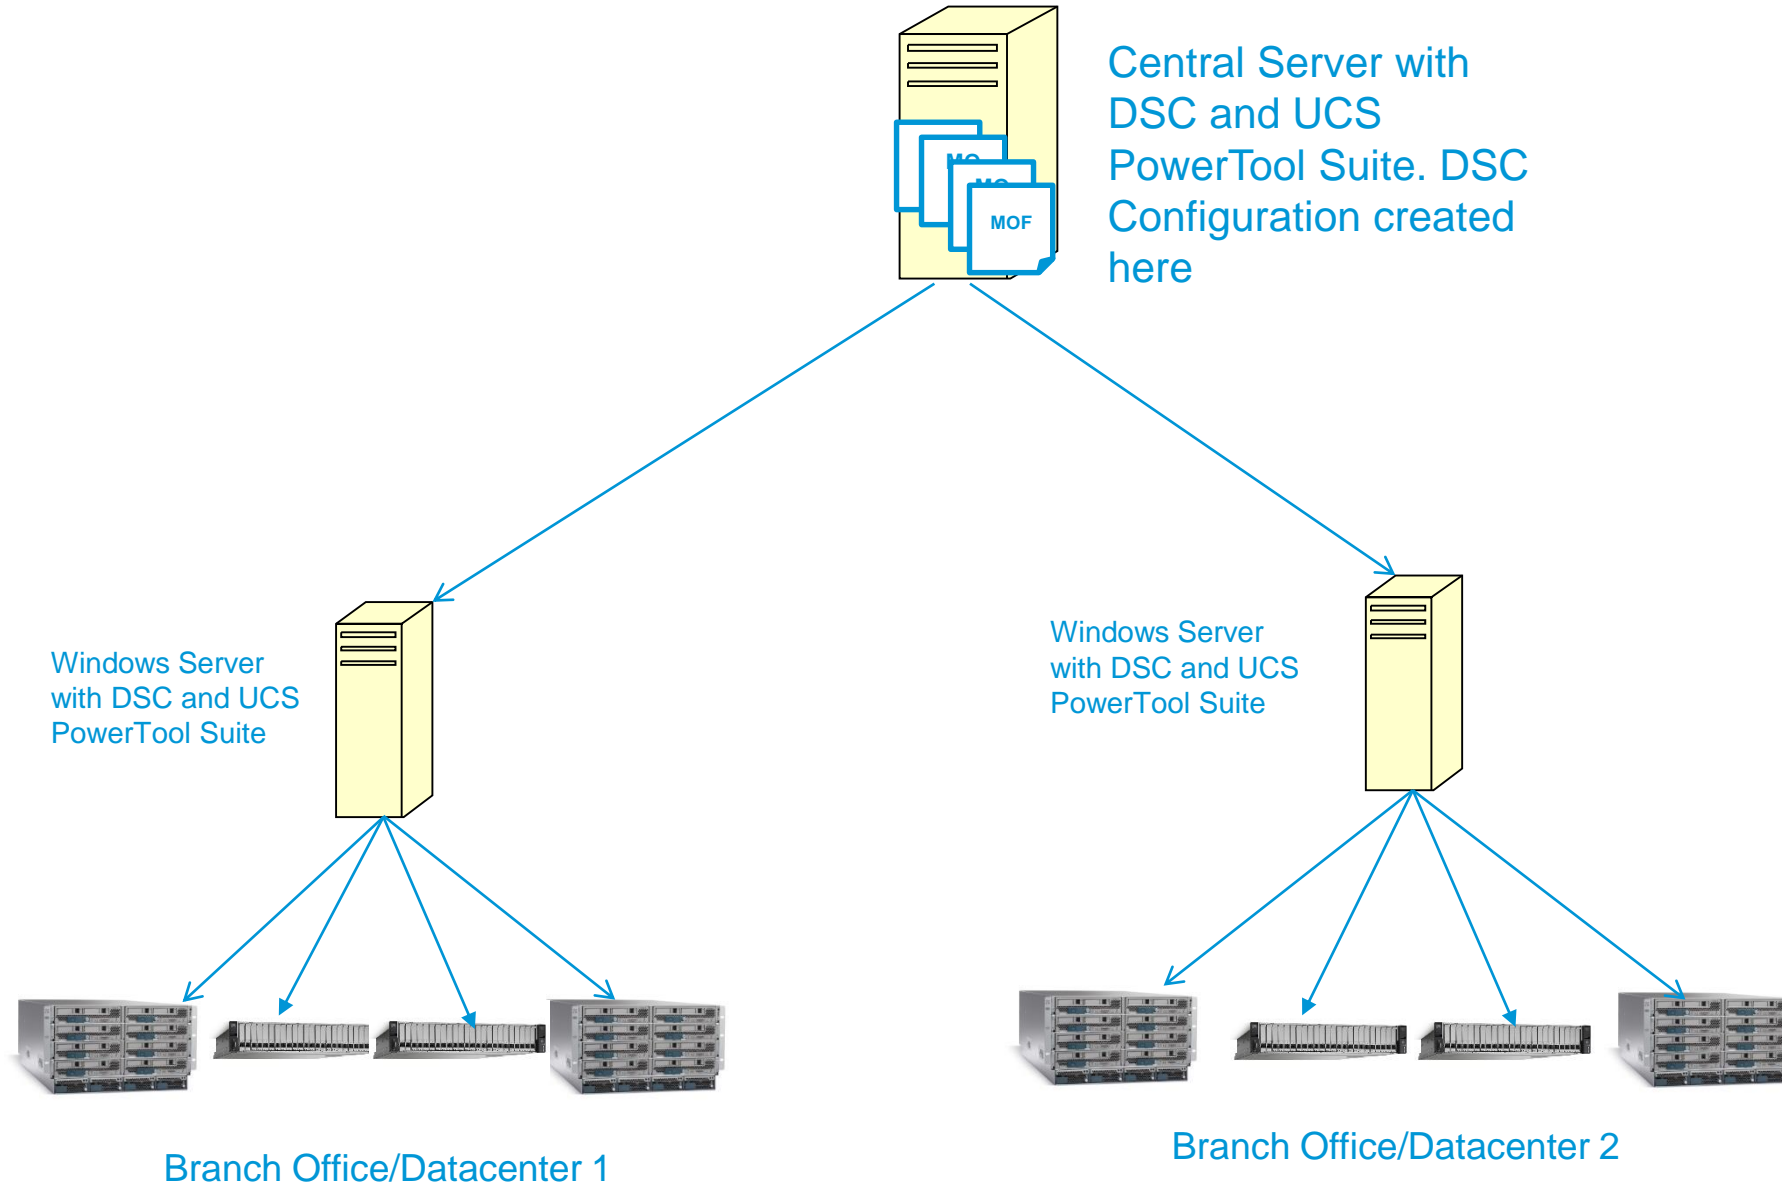 Central Server with
DSC and UCS
PowerTool Suite. DSC
Configuration created
here
MOF
Windows Server
with DSC and UCS
PowerTool Suite
Windows Server
with DSC and UCS
PowerTool Suite
Branch Office/Datacenter 1
Branch Office/Datacenter 2